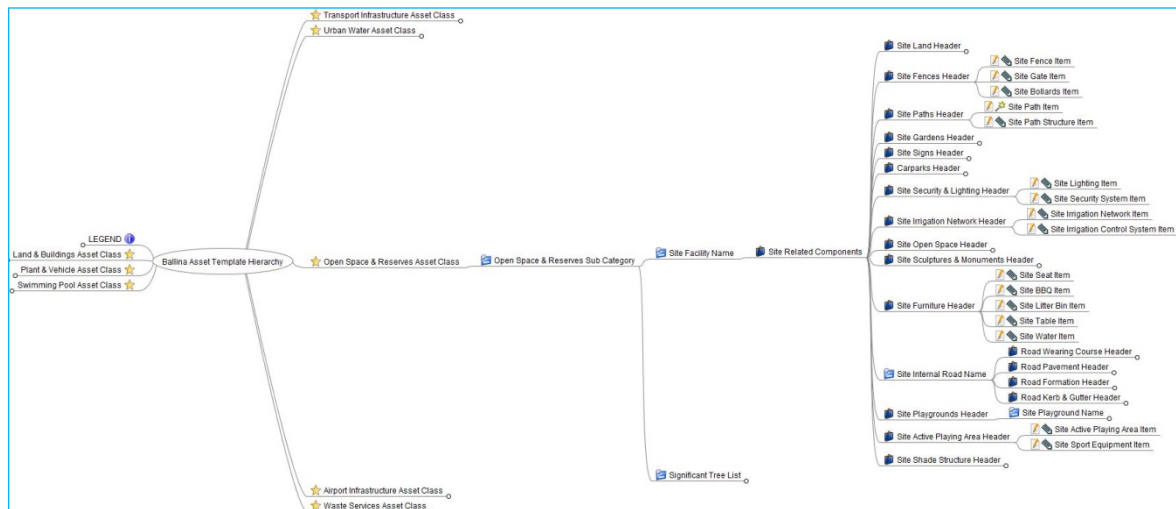 Transport Infrastructure Asset Class
Urban Water Asset Class
LEGEND
Land & Buildings Asset Class
Plant & Vehicle Asset Class
Swimming Pool Asset Class
Ballina Asset Template Hierarchy
Open Space & Reserves Asset Class
Open Space & Reserves Sub Category
Site Facility Name
Site Related Components
Site Land Header
Site Fences Header
Site Fence Item
Site Gate Item
Site Bollards Item
Site Paths Header
Site Path Item
Site Path Structure Item
Site Gardens Header
Site Signs Header
Carparks Header
Site Security & Lighting Header
Site Lighting Item
Site Security System Item
Site Irrigation Network Header
Site Irrigation Network Item
Site Irrigation Control System Item
Site Open Space Header
Site Sculptures & Monuments Header
Site Furniture Header
Site Seat Item
Site BBQ Item
Site Litter Bin Item
Site Table Item
Site Water Item
Site Internal Road Name
Road Wearing Course Header
Road Pavement Header
Road Formation Header
Road Kerb & Gutter Header
Site Playgrounds Header
Site Playground Name
Site Active Playing Area Header
Site Active Playing Area Item
Site Sport Equipment Item
Site Shade Structure Header
Significant Tree List
Airport Infrastructure Asset Class
Waste Services Asset Class